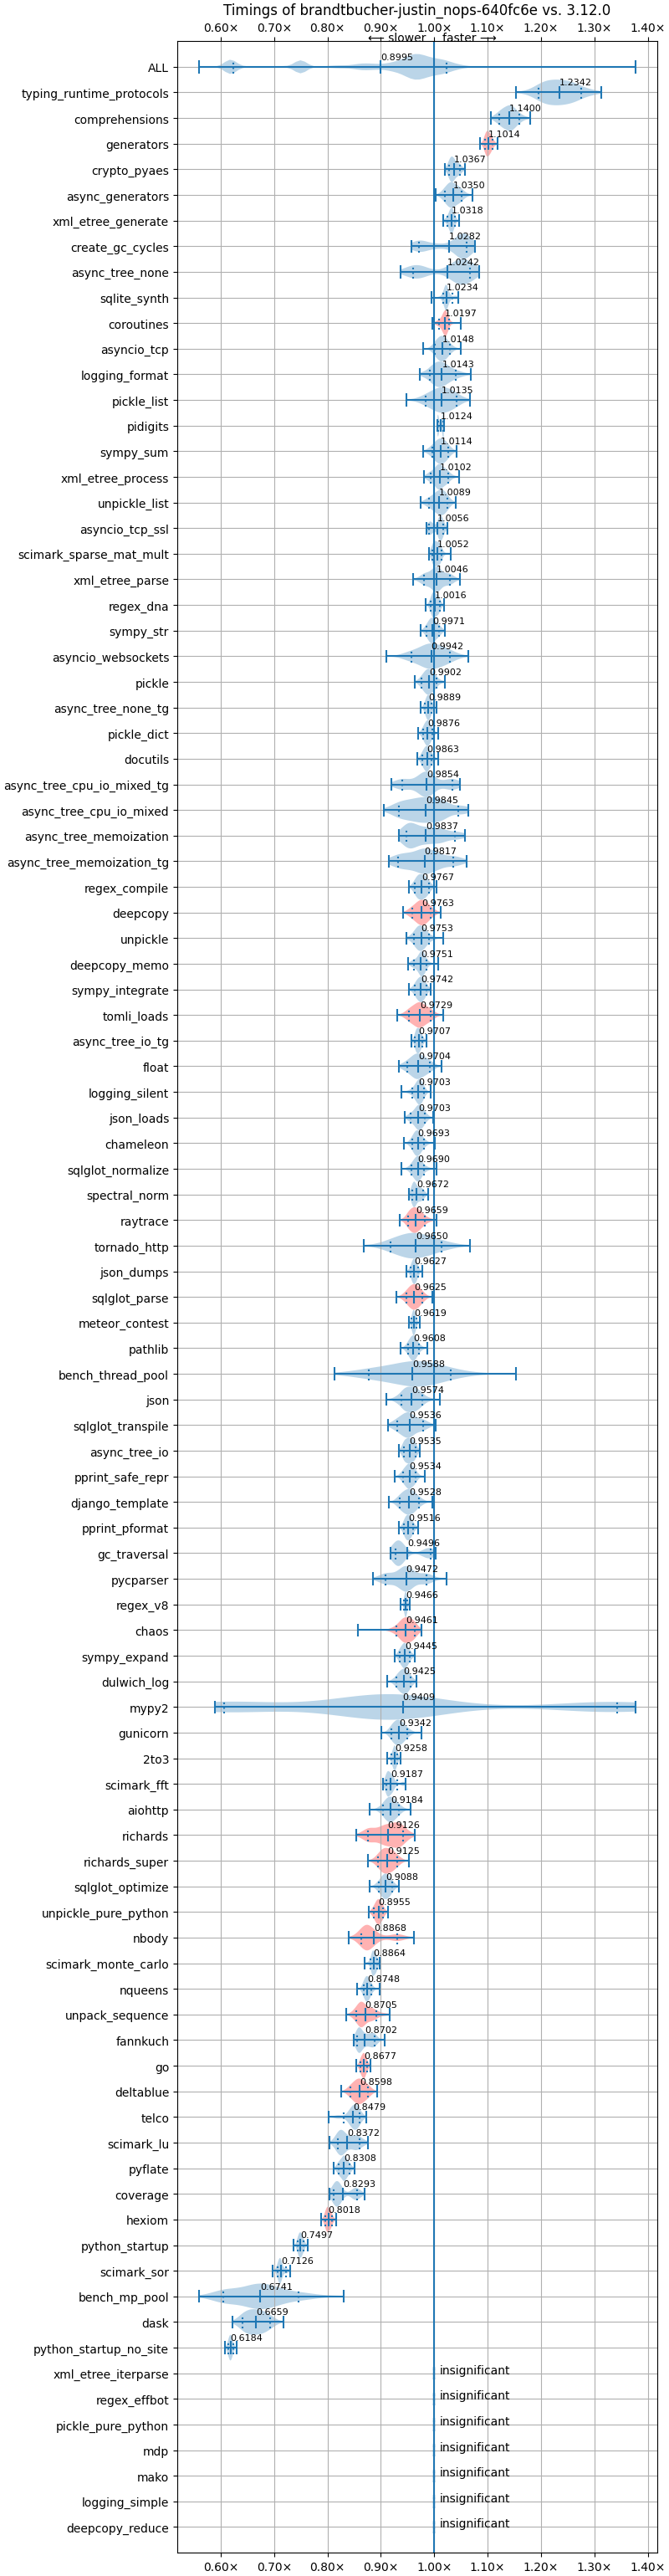 Timings of brandtbucher-justin_nops-640fc6e vs. 3.12.0
0.60× 0.70× 0.80× 0.90× 1.00× 1.10× 1.20× 1.30× 1.40×
←— slower faster —→
ALL 0.8995
typing_runtime_protocols 1.2342
comprehensions 1.1400
generators 1.1014
crypto_pyaes 1.0367
async_generators 1.0350
xml_etree_generate 1.0318
create_gc_cycles 1.0282
async_tree_none 1.0242
sqlite_synth 1.0234
coroutines 1.0197
asyncio_tcp 1.0148
logging_format 1.0143
pickle_list 1.0135
pidigits 1.0124
sympy_sum 1.0114
xml_etree_process 1.0102
unpickle_list 1.0089
asyncio_tcp_ssl 1.0056
scimark_sparse_mat_mult 1.0052
xml_etree_parse 1.0046
regex_dna 1.0016
sympy_str 0.9971
asyncio_websockets 0.9942
pickle 0.9902
async_tree_none_tg 0.9889
pickle_dict 0.9876
docutils 0.9863
async_tree_cpu_io_mixed_tg 0.9854
async_tree_cpu_io_mixed 0.9845
async_tree_memoization 0.9837
async_tree_memoization_tg 0.9817
regex_compile 0.9767
deepcopy 0.9763
unpickle 0.9753
deepcopy_memo 0.9751
sympy_integrate 0.9742
tomli_loads 0.9729
async_tree_io_tg 0.9707
float 0.9704
logging_silent 0.9703
json_loads 0.9703
chameleon 0.9693
sqlglot_normalize 0.9690
spectral_norm 0.9672
raytrace 0.9659
tornado_http 0.9650
json_dumps 0.9627
sqlglot_parse 0.9625
meteor_contest 0.9619
pathlib 0.9608
bench_thread_pool 0.9588
json 0.9574
sqlglot_transpile 0.9536
async_tree_io 0.9535
pprint_safe_repr 0.9534
django_template 0.9528
pprint_pformat 0.9516
gc_traversal 0.9496
pycparser 0.9472
regex_v8 0.9466
chaos 0.9461
sympy_expand 0.9445
dulwich_log 0.9425
mypy2 0.9409
gunicorn 0.9342
2to3 0.9258
scimark_fft 0.9187
aiohttp 0.9184
richards 0.9126
richards_super 0.9125
sqlglot_optimize 0.9088
unpickle_pure_python 0.8955
nbody 0.8868
scimark_monte_carlo 0.8864
nqueens 0.8748
unpack_sequence 0.8705
fannkuch 0.8702
go 0.8677
deltablue 0.8598
telco 0.8479
scimark_lu 0.8372
pyflate 0.8308
coverage 0.8293
hexiom 0.8018
python_startup 0.7497
scimark_sor 0.7126
bench_mp_pool 0.6741
dask 0.6659
python_startup_no_site 0.6184
xml_etree_iterparse insignificant
regex_effbot insignificant
pickle_pure_python insignificant
mdp insignificant
mako insignificant
logging_simple insignificant
deepcopy_reduce insignificant
0.60× 0.70× 0.80× 0.90× 1.00× 1.10× 1.20× 1.30× 1.40×